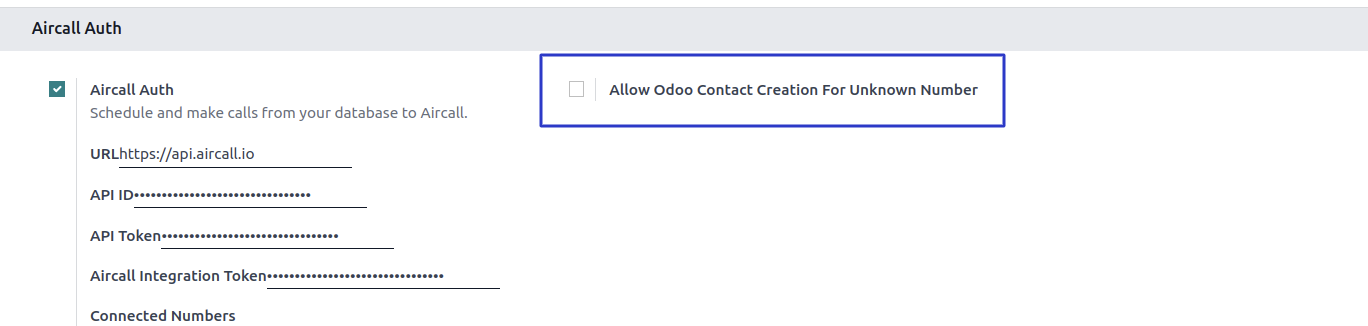 Aircall Auth
Aircall Auth
Schedule and make calls from your database to Aircall.
URLhttps://api.aircall.io
API ID••••••••••••••••••••••••••••••••
API Token••••••••••••••••••••••••••••••••
Aircall Integration Token••••••••••••••••••••••••••••••••
Connected Numbers
Allow Odoo Contact Creation For Unknown Number